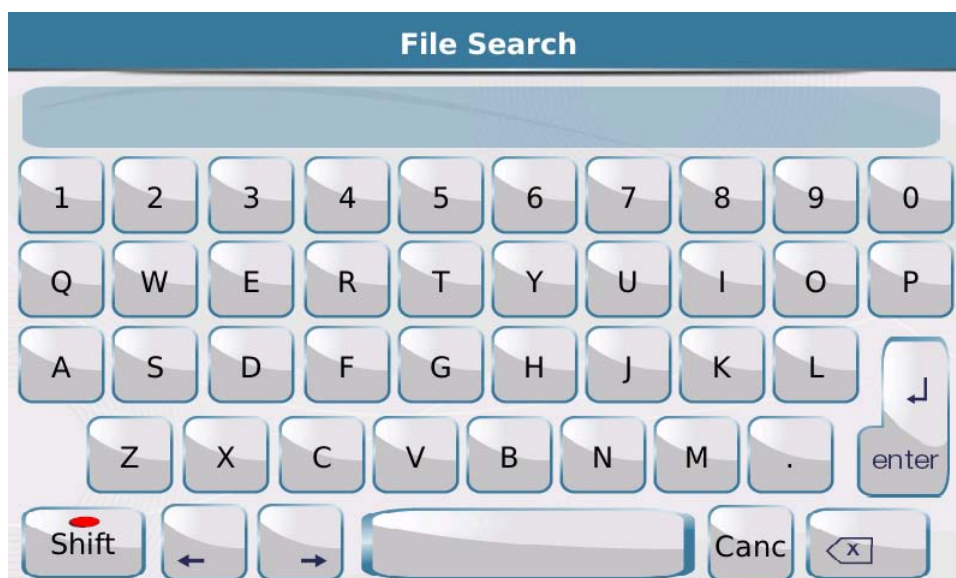 File Search
1 2 3 4 5 6 7 8 9 0
Q W E R T Y U I O P
A S D F G H J K L
Z X C V B N M . enter
Shift ← → Canc x